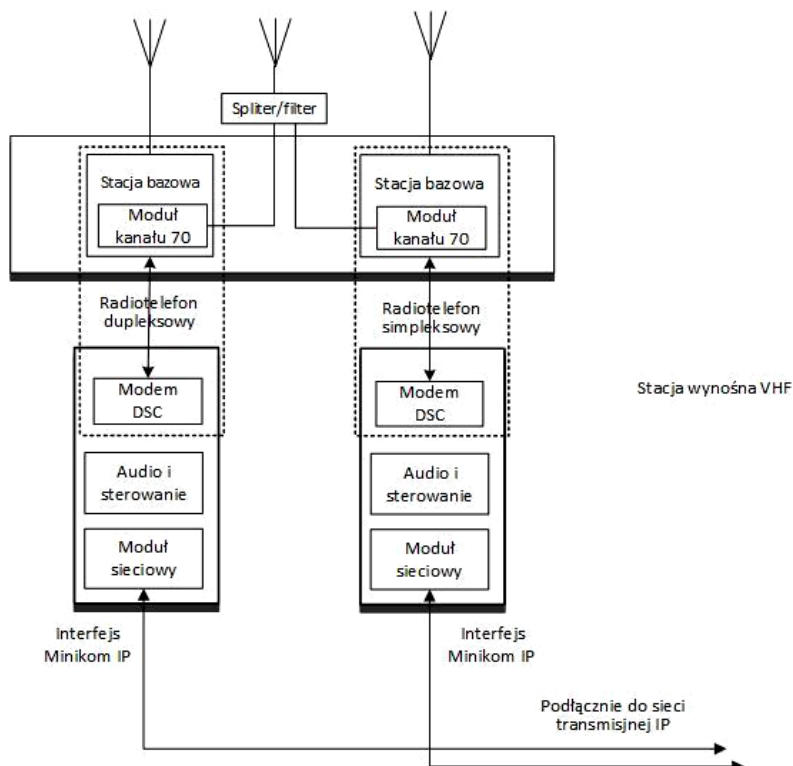 Spliter/filter
Stacja bazowa
Moduł
kanału 70
Stacja bazowa
Moduł
kanału 70
Radiotelefon
dupleksowy
Radiotelefon
simpleksowy
Modem
DSC
Modem
DSC
Stacja wynośna VHF
Audio i
sterowanie
Audio i
sterowanie
Moduł
sieciowy
Moduł
sieciowy
Interfejs
Minikom IP
Interfejs
Minikom IP
Podłącznie do sieci
transmisjnej IP